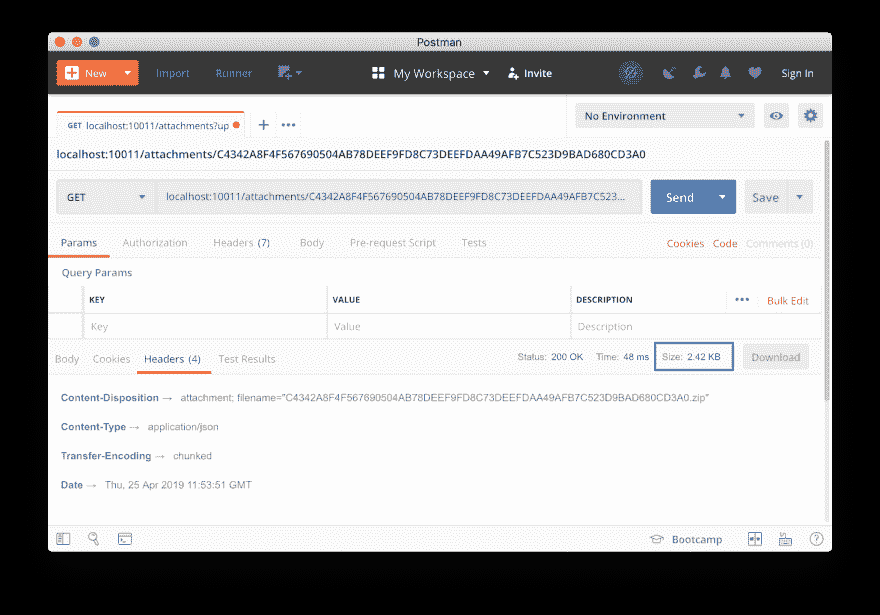 Postman
New Import Runner My Workspace Invite Sign In
GET localhost:10011/attachments?up + ••• No Environment
localhost:10011/attachments/C4342A8F4F567690504AB78DEEF9FD8C73DEEFDAA49AFB7C523D9BAD680CD3A0
GET localhost:10011/attachments/C4342A8F4F567690504AB78DEEF9FD8C73DEEFDAA49AFB7C523... Send Save
Params Authorization Headers (7) Body Pre-request Script Tests Cookies Code Comments (0)
Query Params
KEY VALUE DESCRIPTION ••• Bulk Edit
Key Value Description
Body Cookies Headers (4) Test Results Status: 200 OK Time: 48 ms Size: 2.42 KB Download
Content-Disposition → attachment; filename="C4342A8F4F567690504AB78DEEF9FD8C73DEEFDAA49AFB7C523D9BAD680CD3A0.zip"
Content-Type → application/json
Transfer-Encoding → chunked
Date → Thu, 25 Apr 2019 11:53:51 GMT
Bootcamp ?